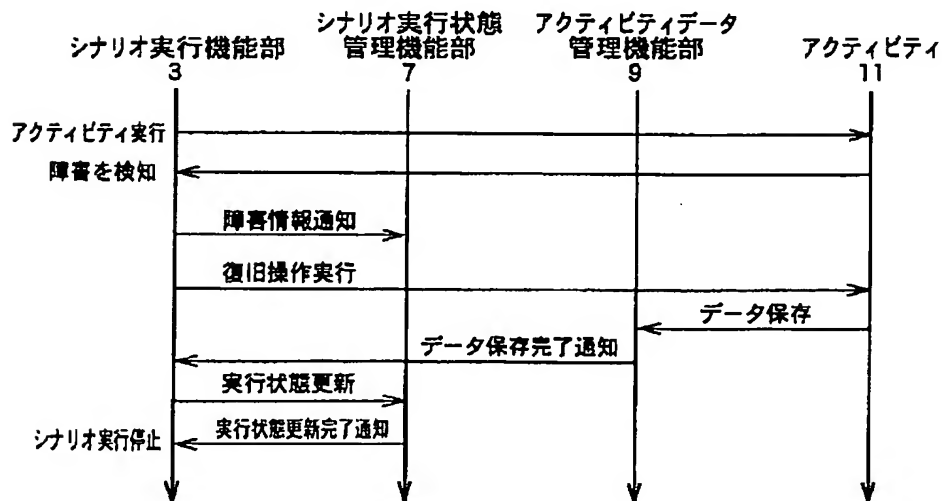 シナリオ実行機能部
3
シナリオ実行状態
管理機能部
7
アクティビティデータ
管理機能部
9
アクティビティ
11
アクティビティ実行
障害を検知
障害情報通知
復旧操作実行
データ保存
データ保存完了通知
実行状態更新
シナリオ実行停止
実行状態更新完了通知